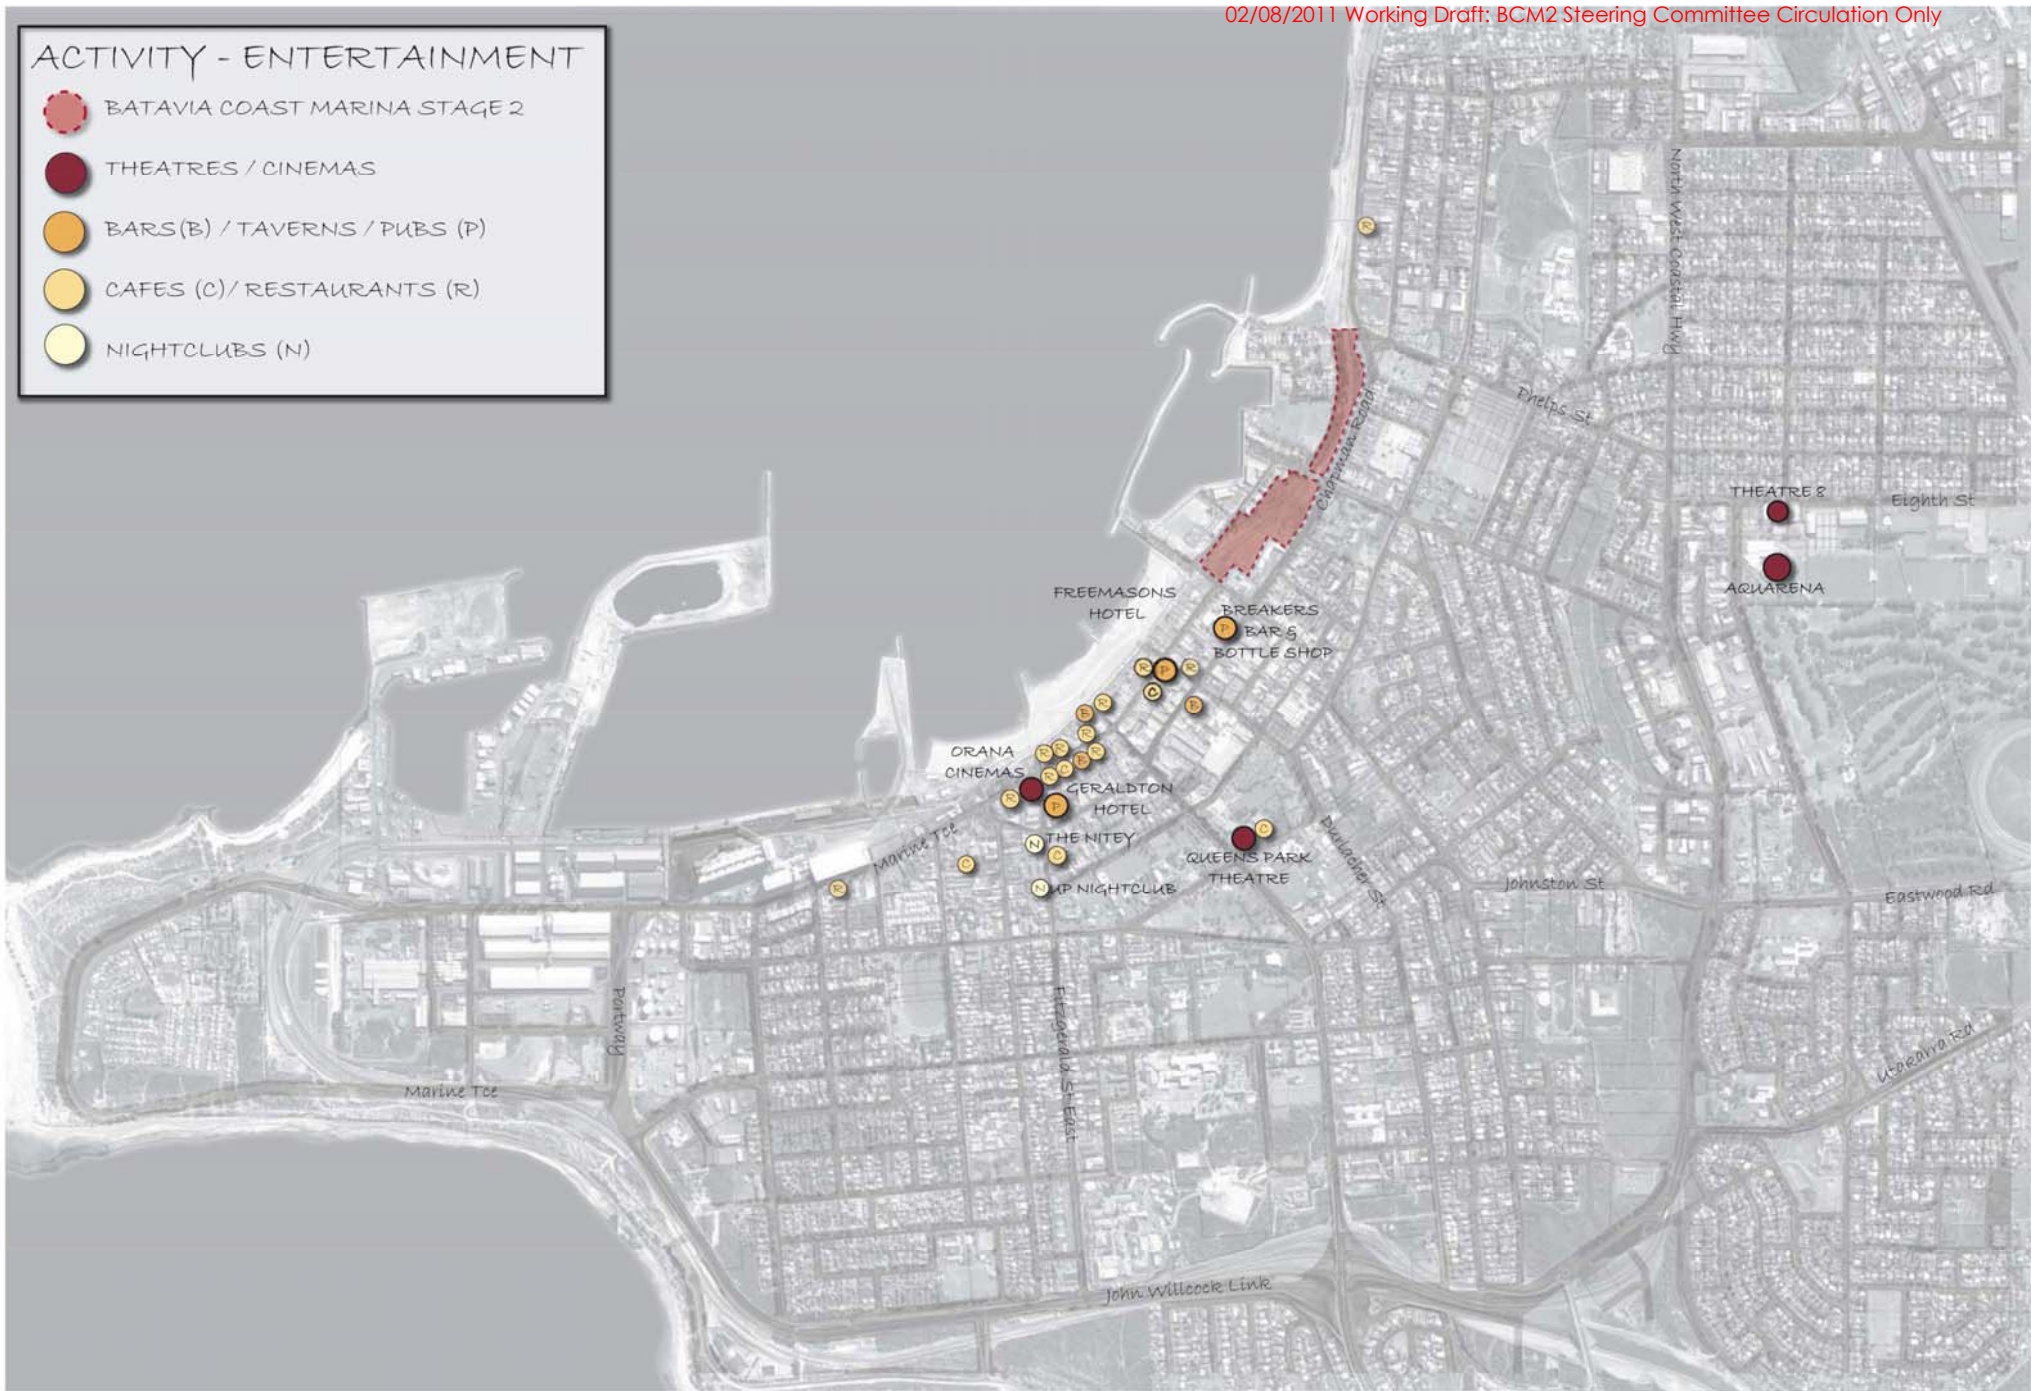 02/08/2011 Working Draft: BCM2 Steering Committee Circulation Only
ACTIVITY - ENTERTAINMENT
BATAVIA COAST MARINA STAGE 2
THEATRES / CINEMAS
BARS(B) / TAVERNS / PUBS (P)
CAFES (C)/ RESTAURANTS (R)
NIGHTCLUBS (N)
R
North West Coastal Hwy
Phelps St
Chapman Road
THEATRE 8
Eighth St
AQUARENA
FREEMASONS
HOTEL
BREAKERS
P
BAR &
BOTTLE SHOP
R
P
R
C
B
R
B
R
R
R
R
B
C
R
ORANA
CINEMAS
R
GERALDTON
HOTEL
P
Marine Tce
N
THE NITEY
C
C
R
N
UP NIGHTCLUB
C
QUEENS PARK
THEATRE
Durlacher St
Johnston St
Eastwood Rd
Portway
Fitzgerald St East
Utakarra Rd
Marine Tce
John Willcock Link